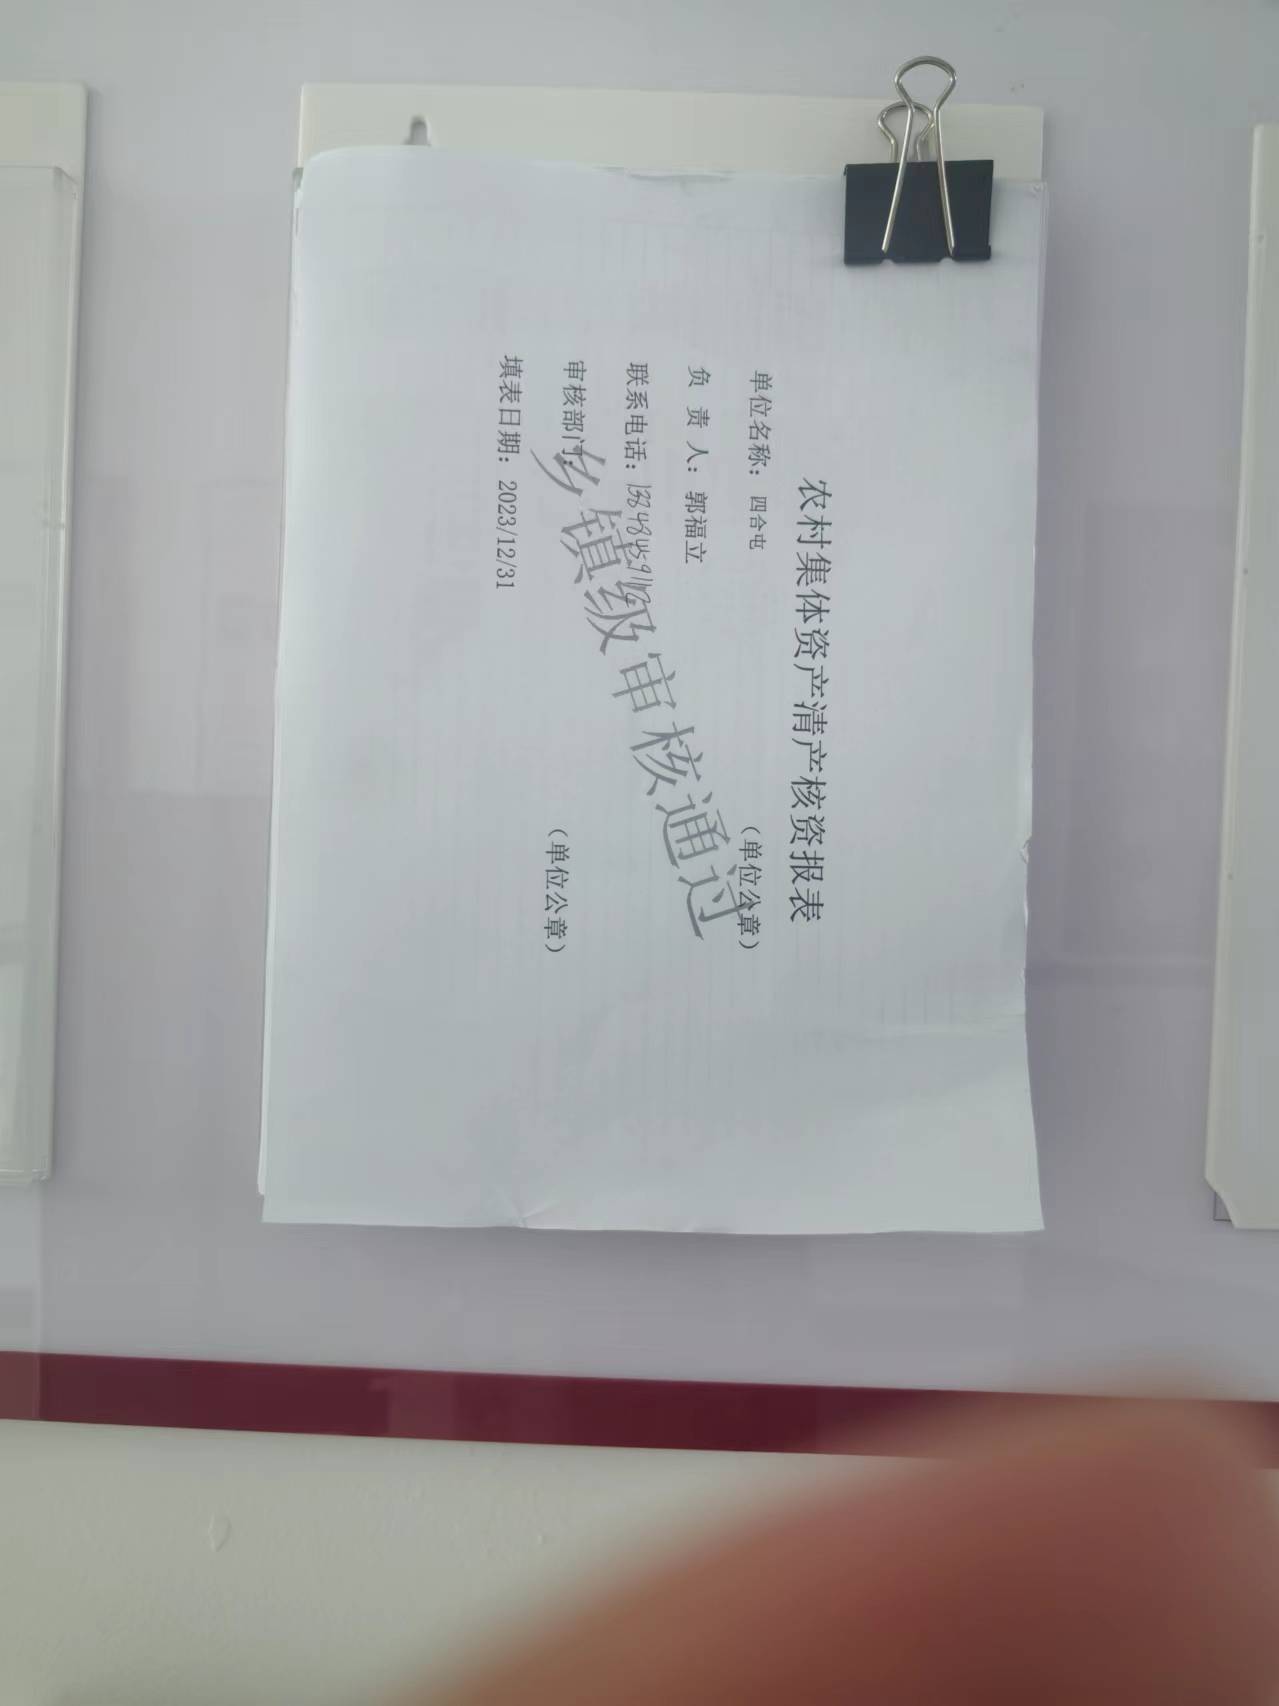 农村集体资产清产核资报表
单位名称：四合屯 （单位公章）
负 责 人：郭福立
联系电话：
审核部门： （单位公章）
填表日期：2023/12/31
乡镇级审核通过